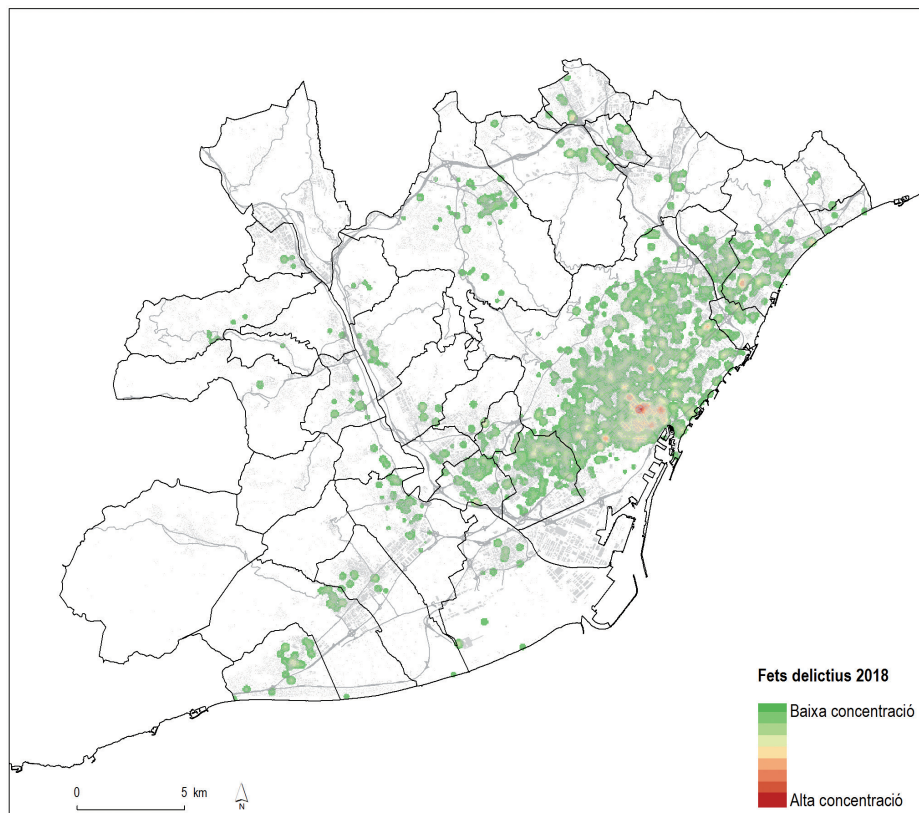 Fets delictius 2018
Baixa concentració
Alta concentració
0 5 km
N